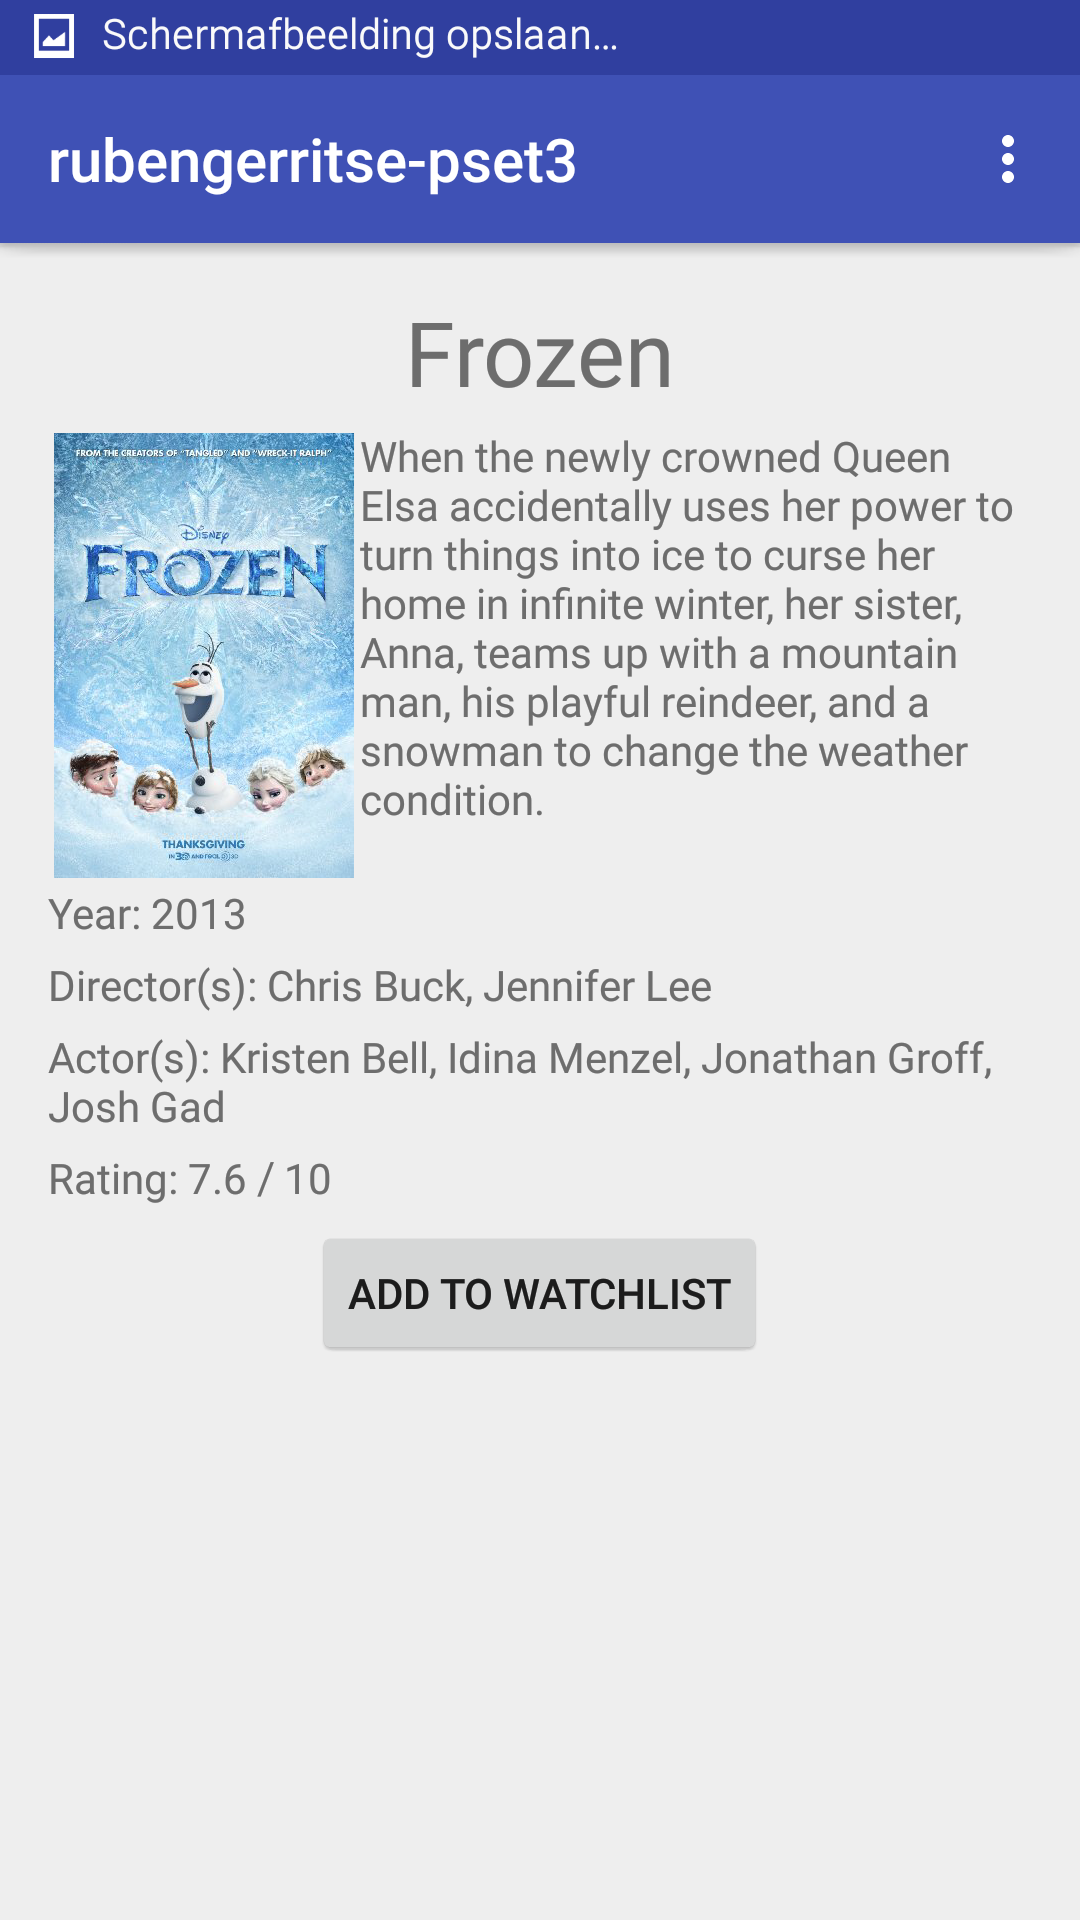 Schermafbeelding opslaan...
rubengerritse-pset3
Frozen
FROM THE CREATORS OF "TANGLED" AND "WRECK-IT RALPH"
Disney
FROZEN
THANKSGIVING
IN 3D AND REAL D 3D
When the newly crowned Queen
Elsa accidentally uses her power to
turn things into ice to curse her
home in infinite winter, her sister,
Anna, teams up with a mountain
man, his playful reindeer, and a
snowman to change the weather
condition.
Year: 2013
Director(s): Chris Buck, Jennifer Lee
Actor(s): Kristen Bell, Idina Menzel, Jonathan Groff,
Josh Gad
Rating: 7.6 / 10
ADD TO WATCHLIST